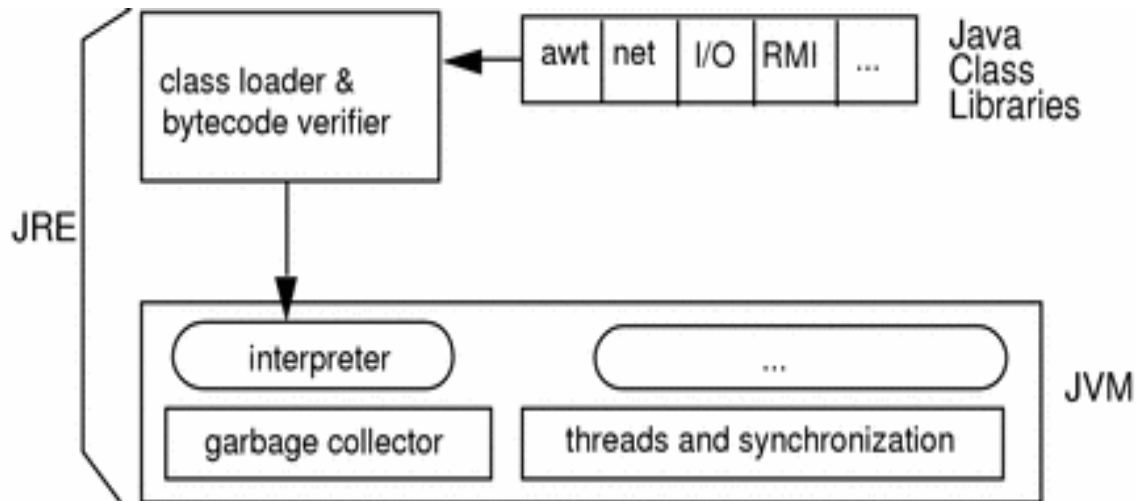 class loader &
bytecode verifier
awt net I/O RMI ...
Java
Class
Libraries
JRE
interpreter
...
JVM
garbage collector
threads and synchronization